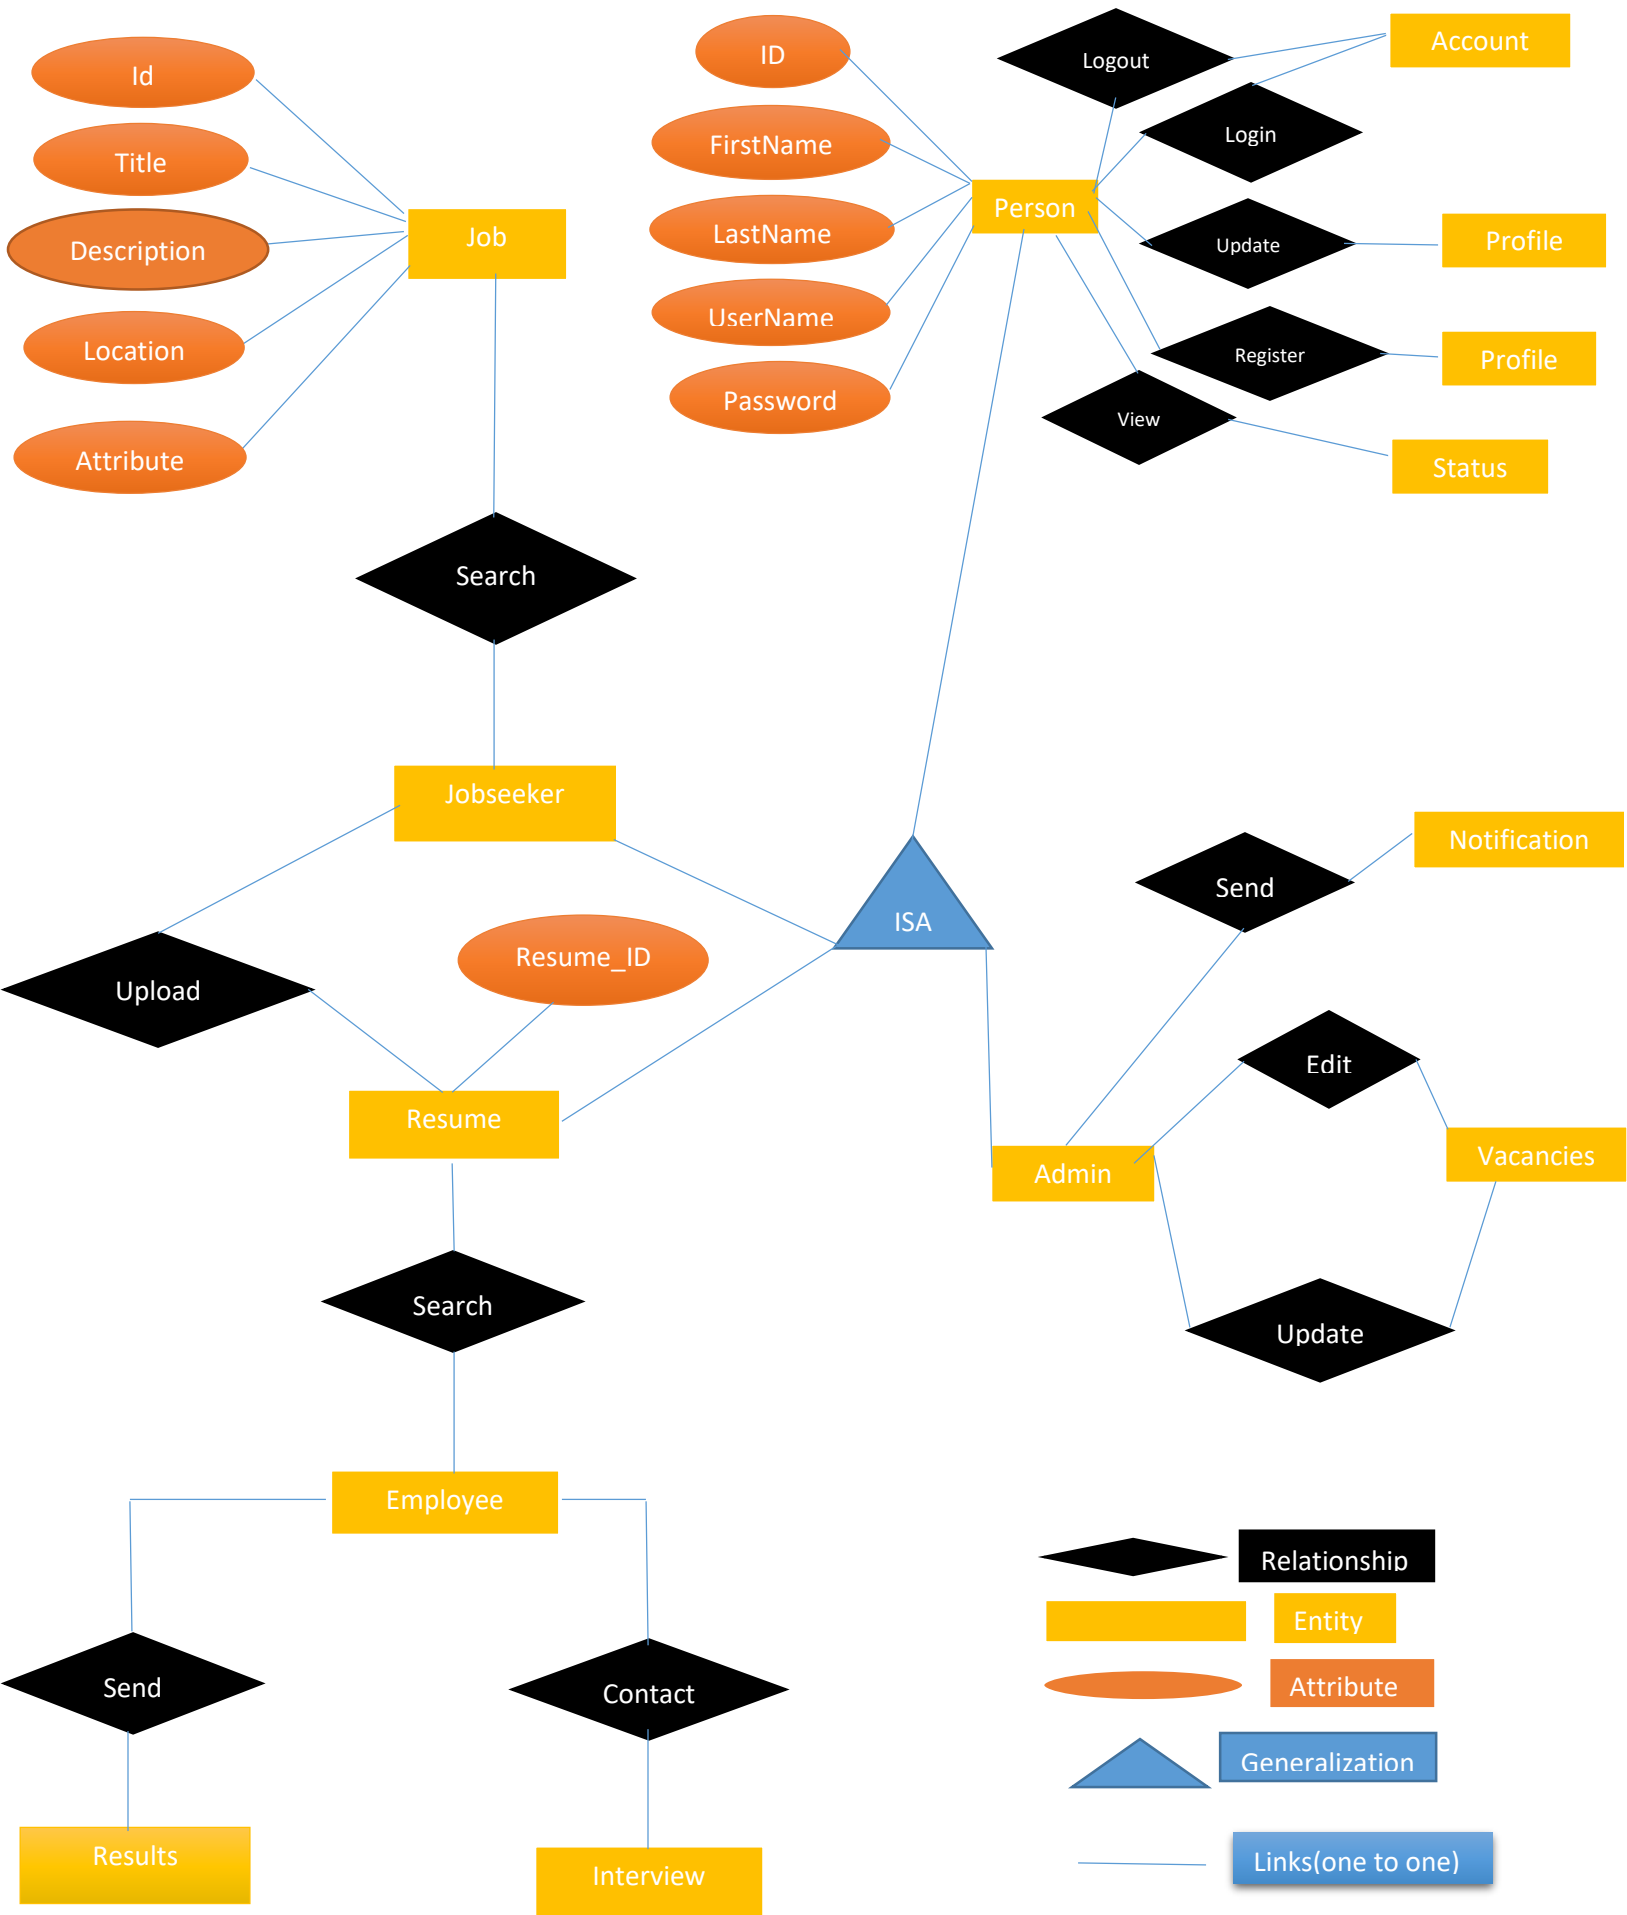 Id
Title
Description
Location
Attribute
Job
ID
FirstName
LastName
UserName
Password
Person
Logout
Login
Update
Register
View
Account
Profile
Profile
Status
Search
Jobseeker
Upload
Resume_ID
Resume
ISA
Send
Notification
Edit
Admin
Vacancies
Update
Search
Employee
Send
Contact
Results
Interview
Relationship
Entity
Attribute
Generalization
Links(one to one)